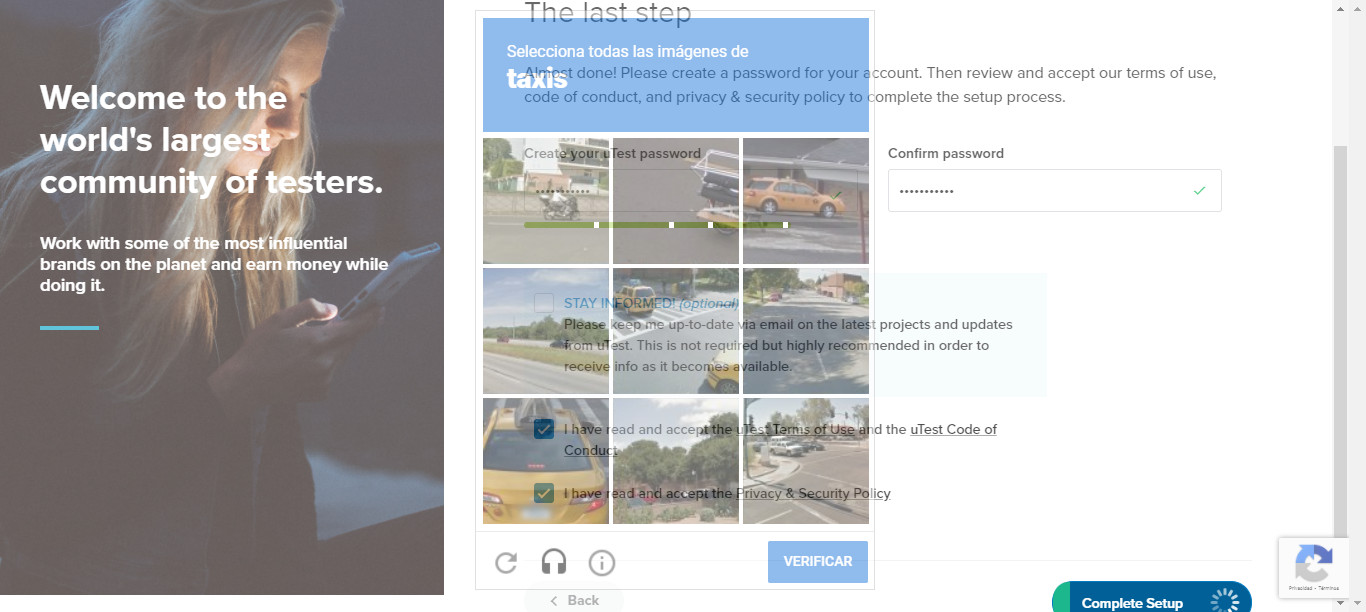 Welcome to the
world's largest
community of testers.
Work with some of the most influential
brands on the planet and earn money while
doing it.
The last step
Almost done! Please create a password for your account. Then review and accept our terms of use,
code of conduct, and privacy & security policy to complete the setup process.
Selecciona todas las imágenes de
taxis
Create your uTest password
•••••••••••
Confirm password
•••••••••••
STAY INFORMED! (optional)
Please keep me up-to-date via email on the latest projects and updates
from uTest. This is not required but highly recommended in order to
receive info as it becomes available.
I have read and accept the uTest Terms of Use and the uTest Code of
Conduct
I have read and accept the Privacy & Security Policy
VERIFICAR
Back
Complete Setup
Privacidad - Términos